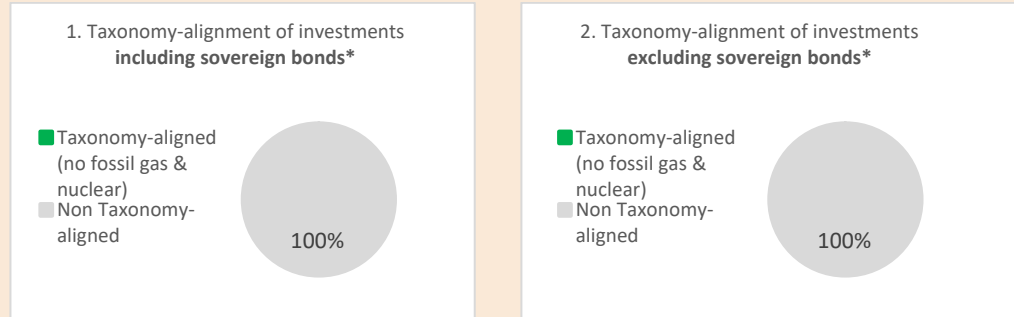 1. Taxonomy-alignment of investments
including sovereign bonds*
Taxonomy-aligned
(no fossil gas &
nuclear)
Non Taxonomy-
aligned
100%
2. Taxonomy-alignment of investments
excluding sovereign bonds*
Taxonomy-aligned
(no fossil gas &
nuclear)
Non Taxonomy-
aligned
100%